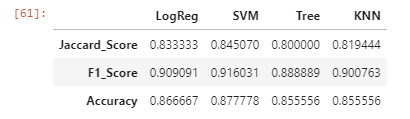 [61]:
LogReg SVM Tree KNN
Jaccard_Score 0.833333 0.845070 0.800000 0.819444
F1_Score 0.909091 0.916031 0.888889 0.900763
Accuracy 0.866667 0.877778 0.855556 0.855556